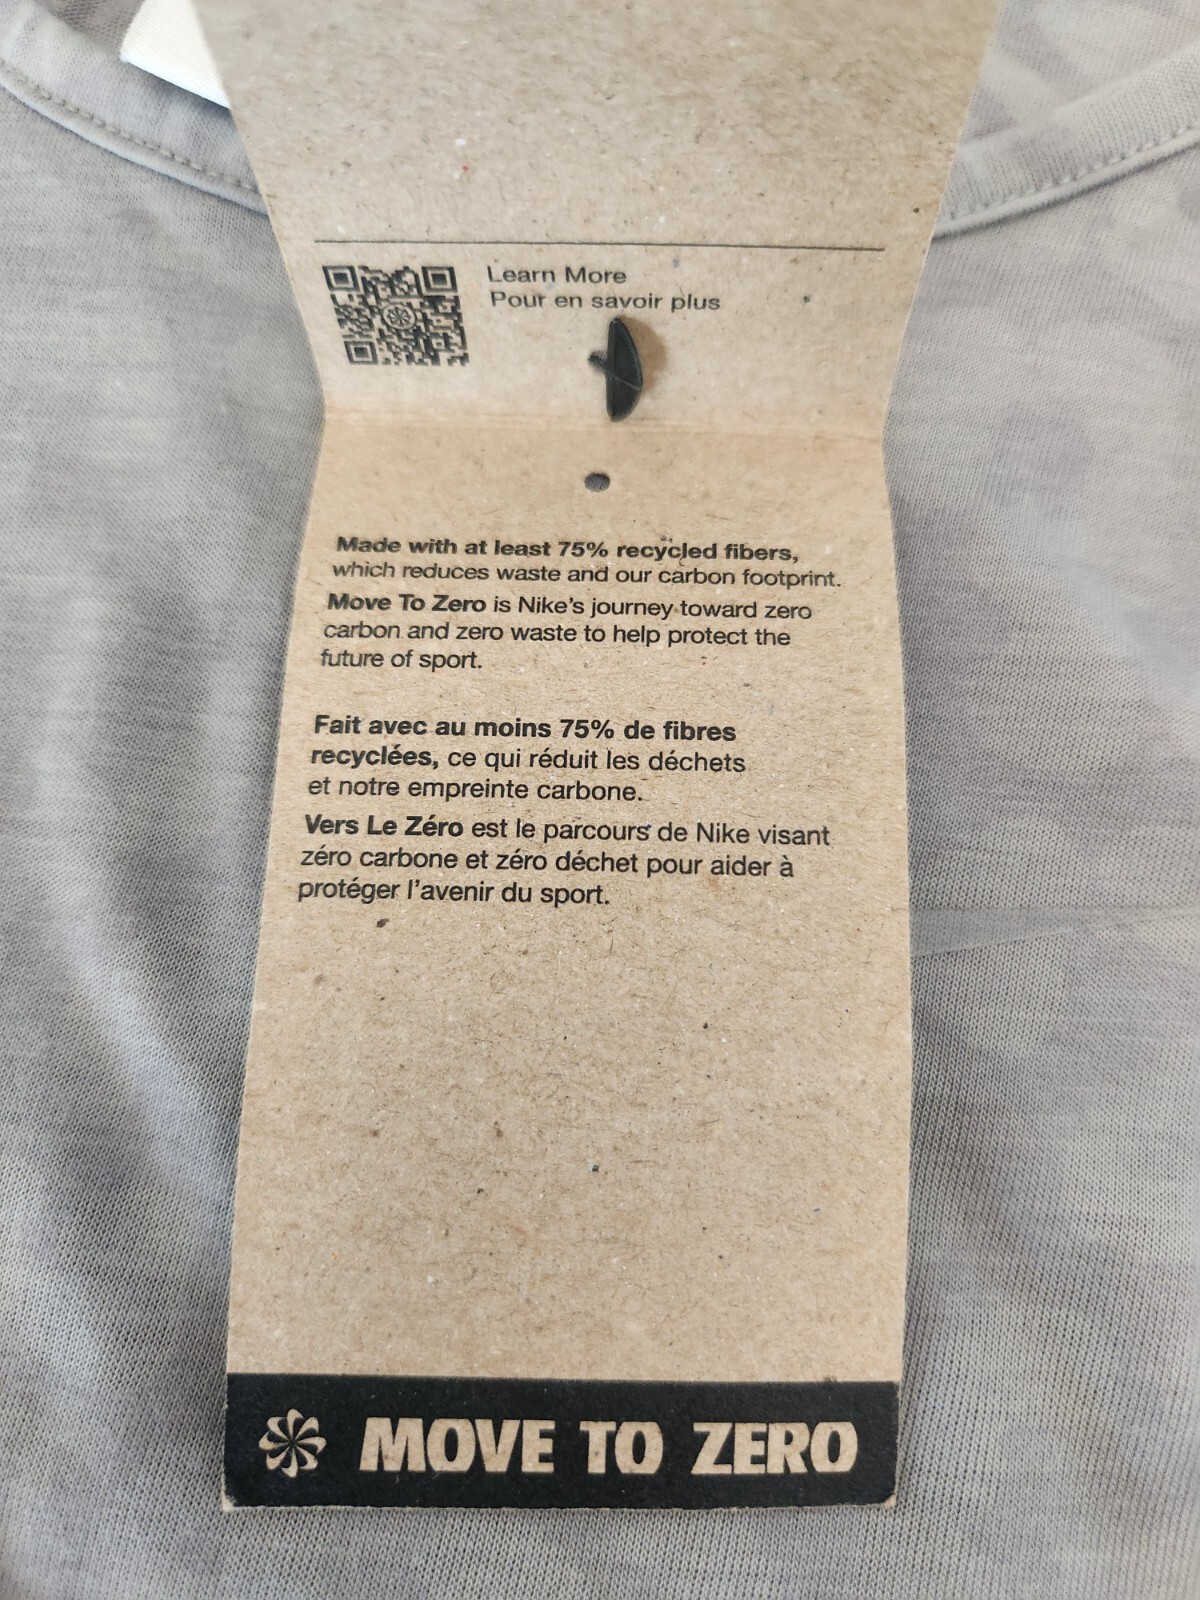 Learn More
Pour en savoir plus
Made with at least 75% recycled fibers,
which reduces waste and our carbon footprint.
Move To Zero is Nike's journey toward zero
carbon and zero waste to help protect the
future of sport.
Fait avec au moins 75% de fibres
recyclées, ce qui réduit les déchets
et notre empreinte carbone.
Vers Le Zéro est le parcours de Nike visant
zéro carbone et zéro déchet pour aider à
protéger l'avenir du sport.
MOVE TO ZERO